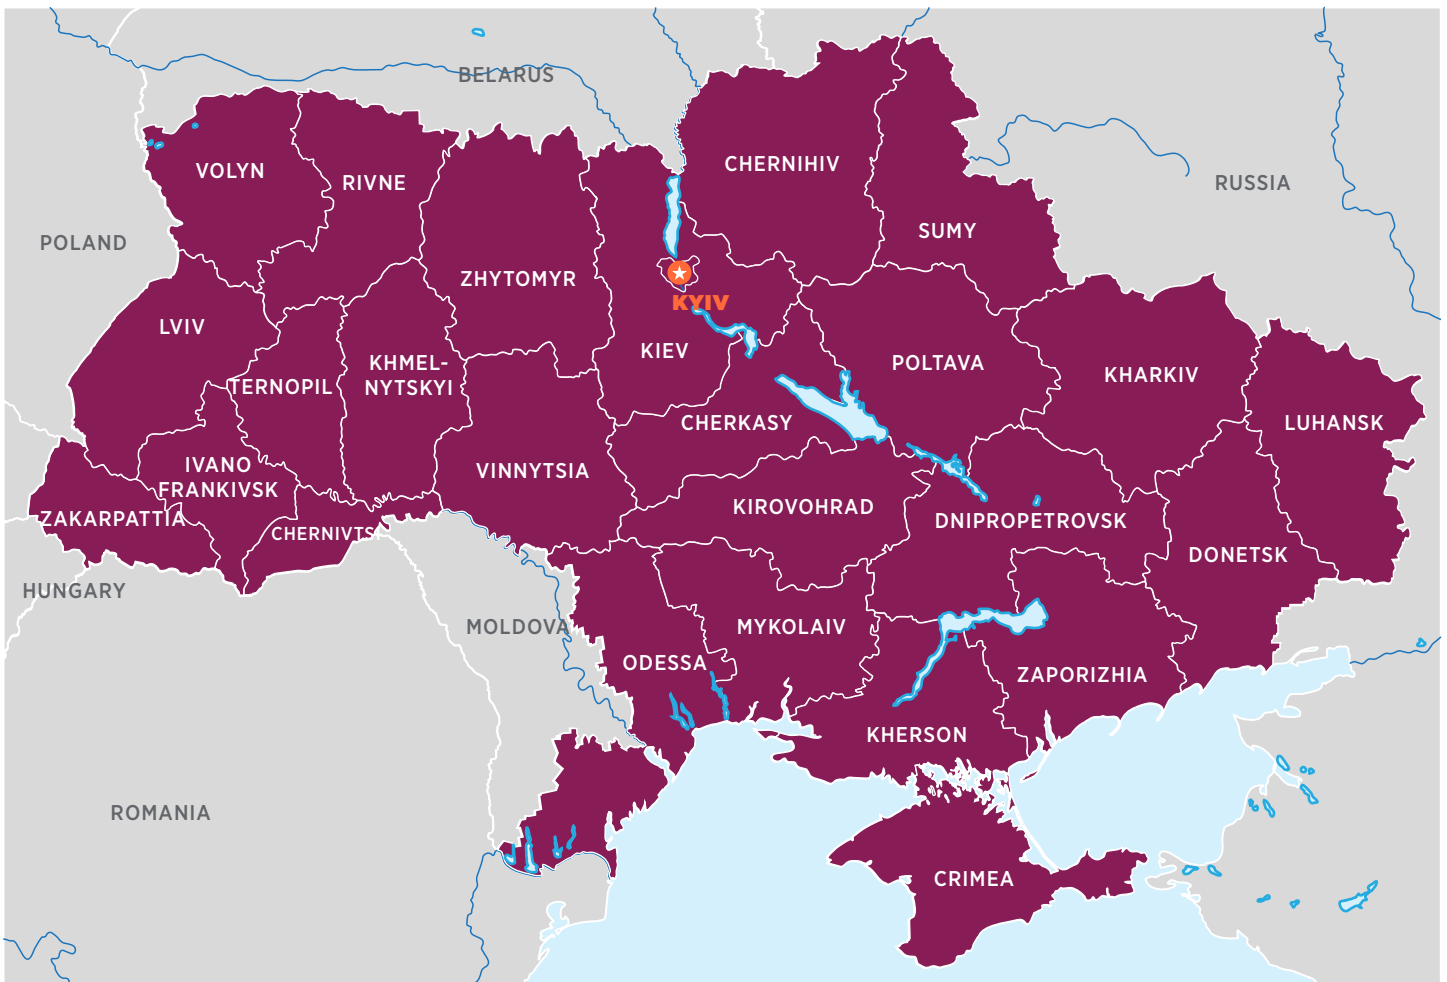 BELARUS
CHERNIHIV
VOLYN
RIVNE
RUSSIA
POLAND
SUMY
ZHYTOMYR
KYIV
LVIV
KIEV
POLTAVA
KHMEL-
NYTSKYI
TERNOPIL
KHARKIV
CHERKASY
LUHANSK
IVANO
FRANKIVSK
VINNYTSIA
KIROVOHRAD
ZAKARPATTIA
DNIPROPETROVSK
CHERNIVTSI
DONETSK
HUNGARY
MOLDOVA
MYKOLAIV
ODESSA
ZAPORIZHIA
KHERSON
ROMANIA
CRIMEA